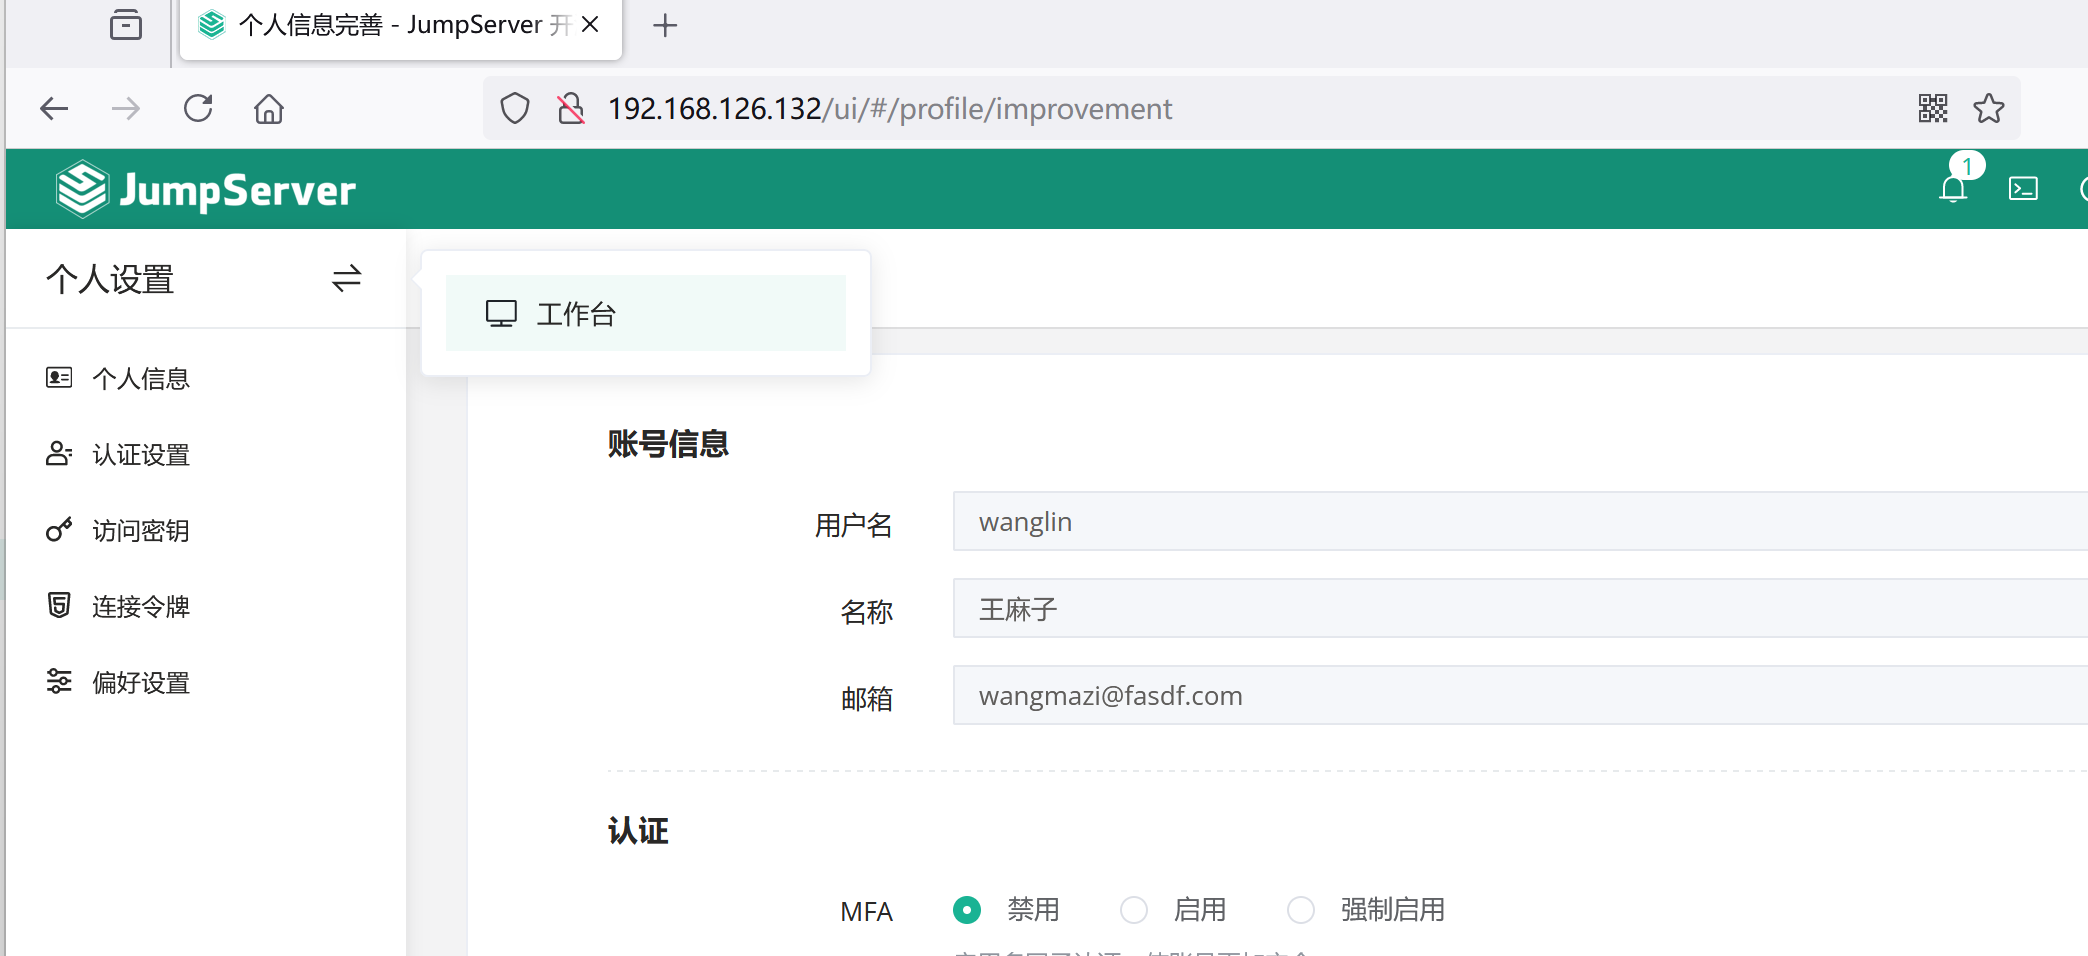 个人信息完善 - JumpServer 开
192.168.126.132/ui/#/profile/improvement
JumpServer
1
个人设置
工作台
个人信息
认证设置
访问密钥
连接令牌
偏好设置
账号信息
用户名 wanglin
名称 王麻子
邮箱 wangmazi@fasdf.com
认证
MFA 禁用 启用 强制启用